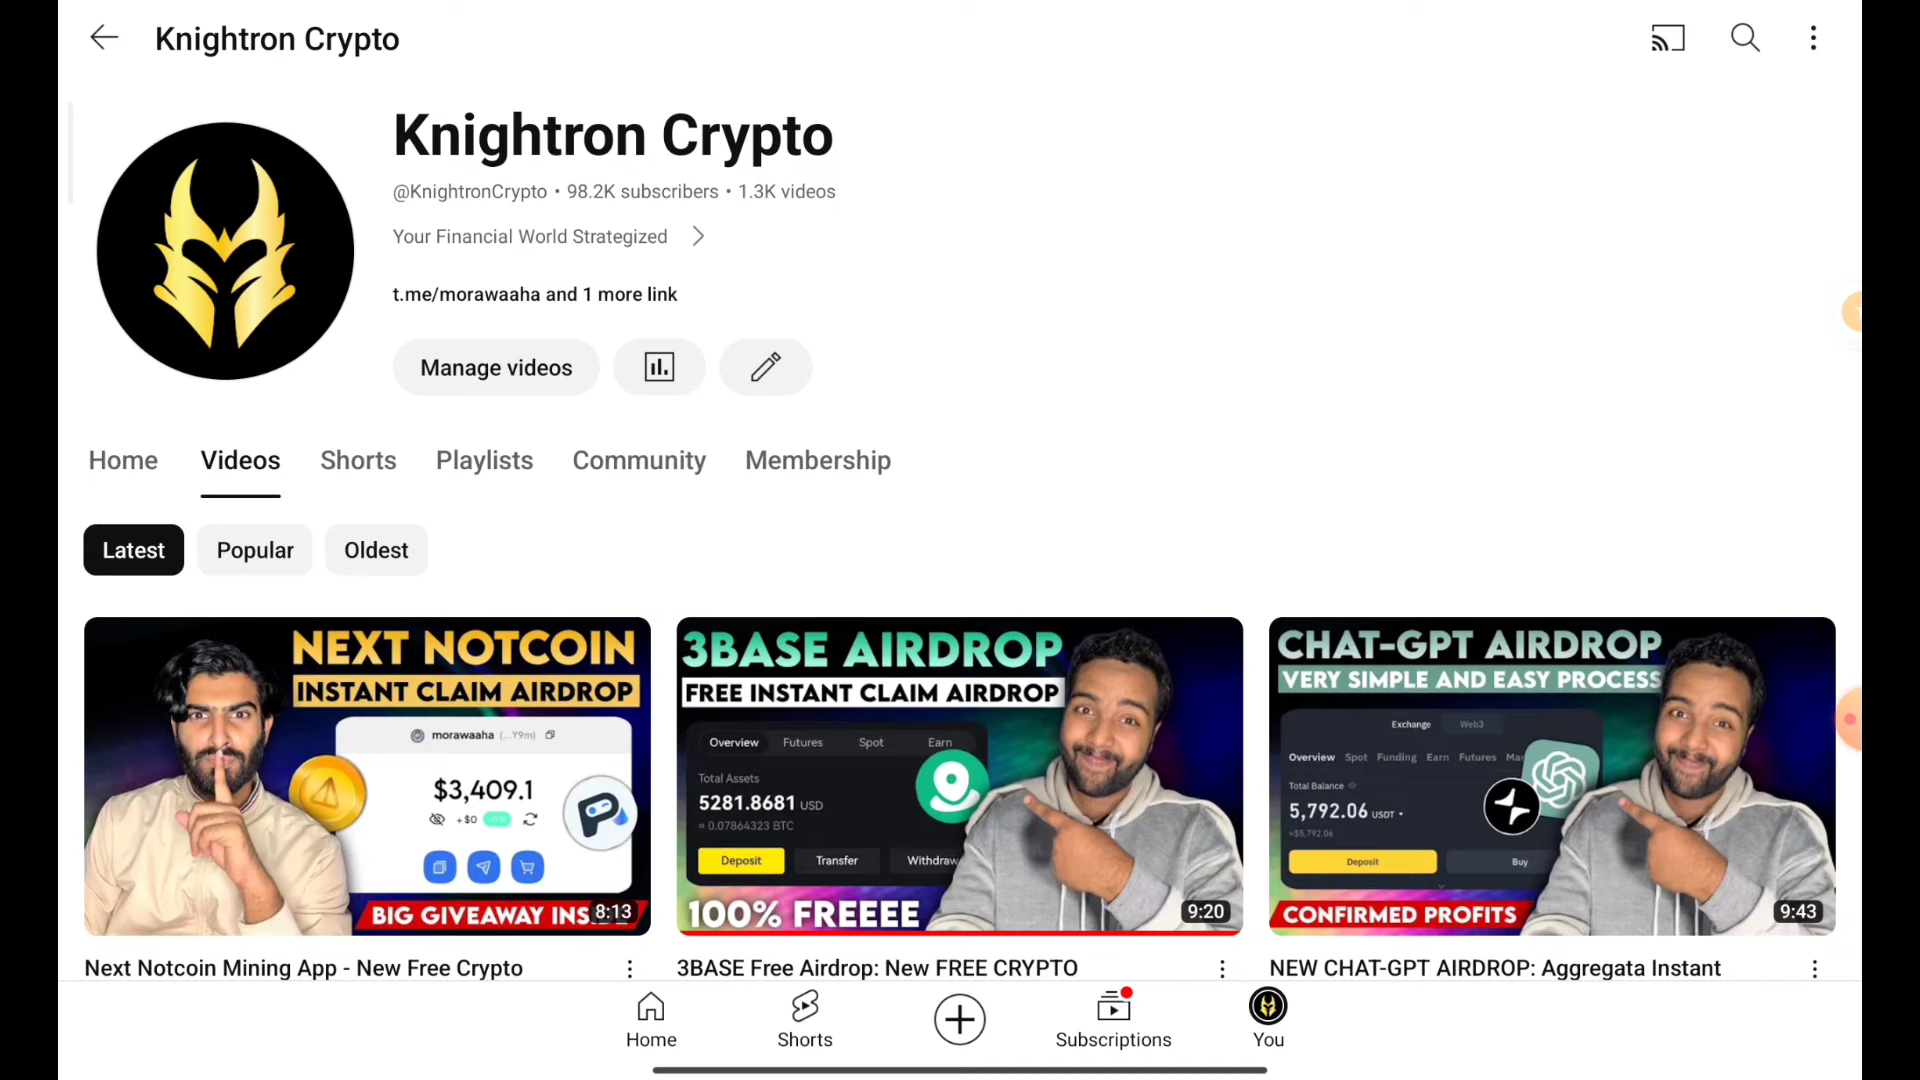 Knightron Crypto
Knightron Crypto
@KnightronCrypto • 98.2K subscribers • 1.3K videos
Your Financial World Strategized
t.me/morawaaha and 1 more link
Manage videos
Home Videos Shorts Playlists Community Membership
Latest Popular Oldest
NEXT NOTCOIN
INSTANT CLAIM AIRDROP
morawaaha (...Y9m)
$3,409.1
+$0
BIG GIVEAWAY INS
8:13
3BASE AIRDROP
FREE INSTANT CLAIM AIRDROP
Overview Futures Spot Earn
Total Assets
5281.8681 USD
≈ 0.07864323 BTC
Deposit Transfer Withdraw
100% FREEEE
9:20
CHAT-GPT AIRDROP
VERY SIMPLE AND EASY PROCESS
Exchange Web3
Overview Spot Funding Earn Futures Mar
Total Balance
5,792.06 USDT
≈$5,792.06
Deposit Buy
CONFIRMED PROFITS
9:43
Next Notcoin Mining App - New Free Crypto
3BASE Free Airdrop: New FREE CRYPTO
NEW CHAT-GPT AIRDROP: Aggregata Instant
Home Shorts Subscriptions You